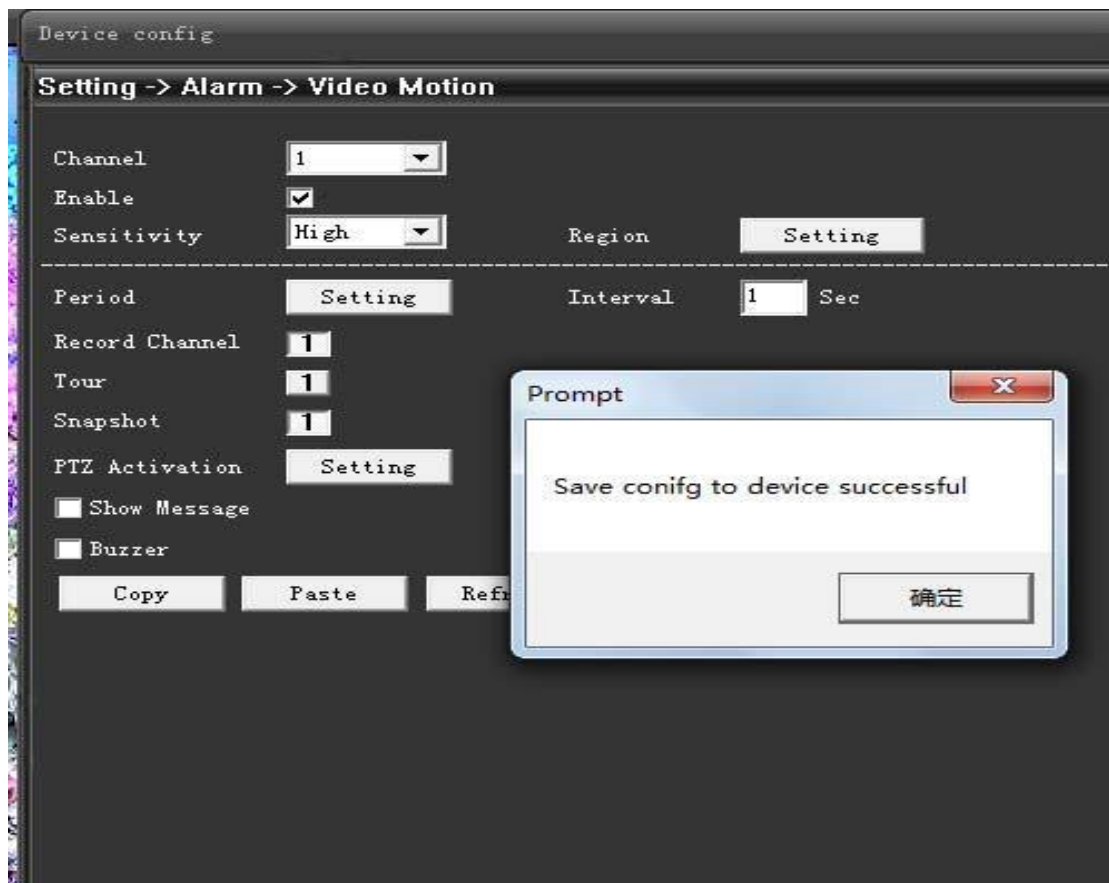 Device config
Setting -> Alarm -> Video Motion
Channel 1
Enable
Sensitivity High Region Setting
Period Setting Interval 1 Sec
Record Channel 1
Tour 1
Prompt
Snapshot 1
PTZ Activation Setting
Save conifg to device successful
Show Message
Buzzer
Copy Paste Refr
确定